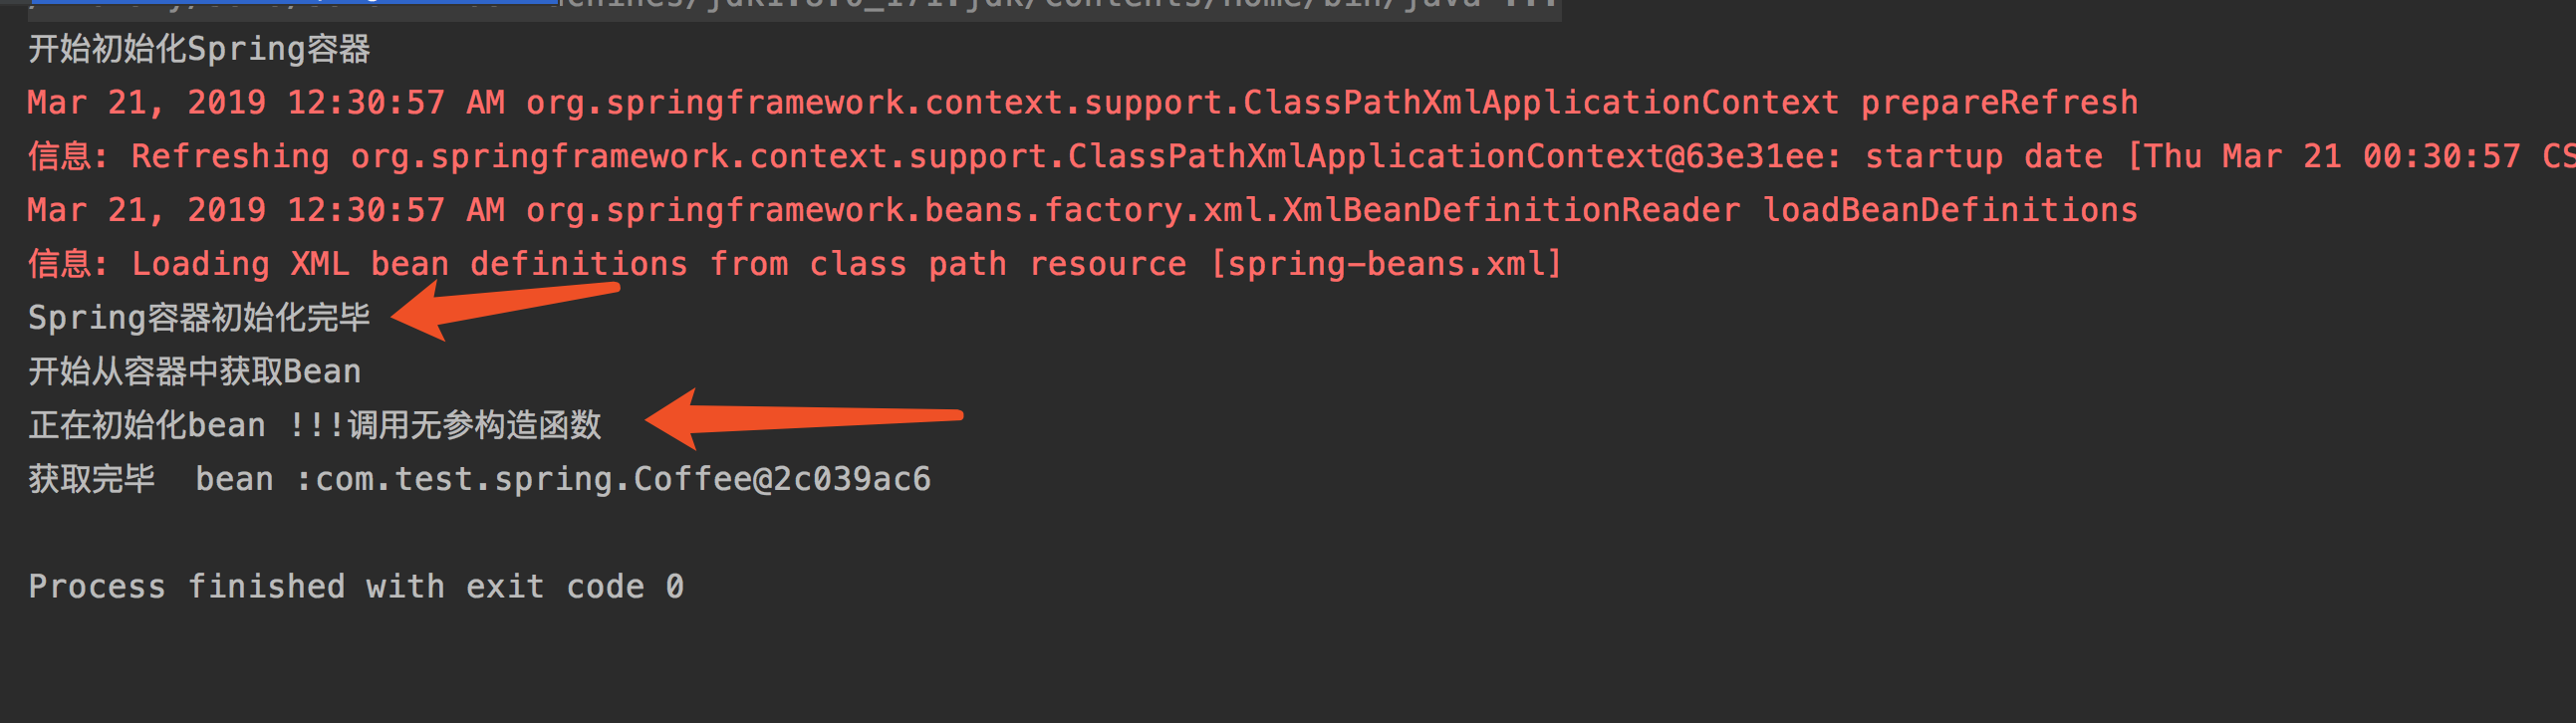 jdk1.8.0_171.jdk/Contents/Home/bin/java ...
开始初始化Spring容器
Mar 21, 2019 12:30:57 AM org.springframework.context.support.ClassPathXmlApplicationContext prepareRefresh
信息: Refreshing org.springframework.context.support.ClassPathXmlApplicationContext@63e31ee: startup date [Thu Mar 21 00:30:57 CS
Mar 21, 2019 12:30:57 AM org.springframework.beans.factory.xml.XmlBeanDefinitionReader loadBeanDefinitions
信息: Loading XML bean definitions from class path resource [spring-beans.xml]
Spring容器初始化完毕
开始从容器中获取Bean
正在初始化bean !!!调用无参构造函数
获取完毕  bean :com.test.spring.Coffee@2c039ac6
Process finished with exit code 0